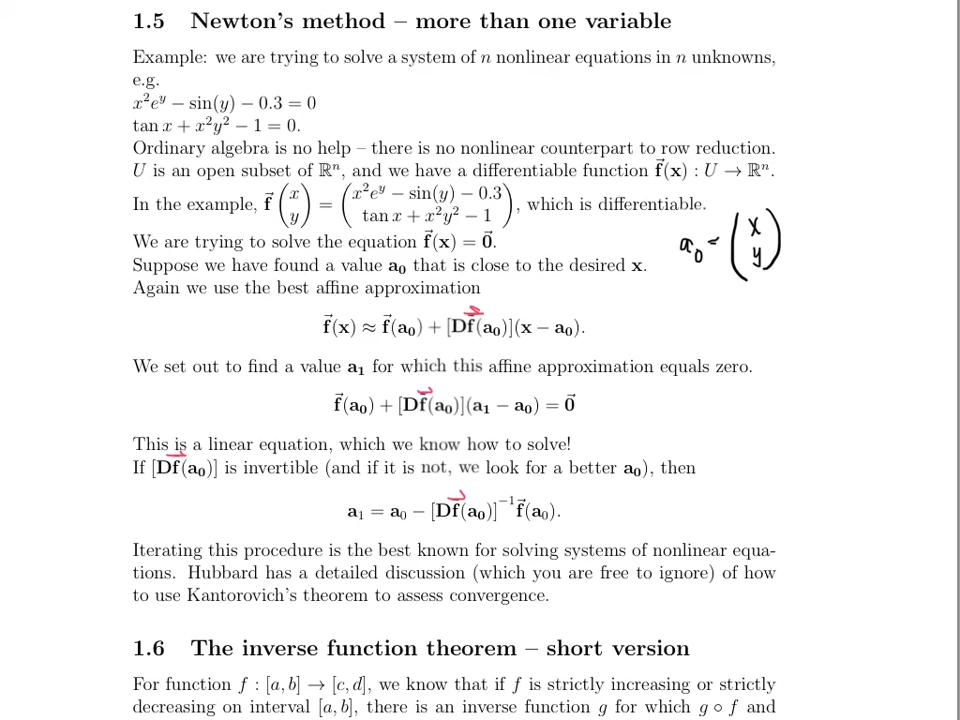 1.5 Newton's method – more than one variable
Example: we are trying to solve a system of n nonlinear equations in n unknowns,
e.g.
x²eʸ − sin(y) − 0.3 = 0
tan x + x²y² − 1 = 0.
Ordinary algebra is no help – there is no nonlinear counterpart to row reduction.
U is an open subset of ℝⁿ, and we have a differentiable function f⃗(x) : U → ℝⁿ.
In the example, f⃗ (x y) = (x²eʸ − sin(y) − 0.3 tan x + x²y² − 1), which is differentiable.
We are trying to solve the equation f⃗(x) = 0⃗.
a₀ = (x y)
Suppose we have found a value a₀ that is close to the desired x.
Again we use the best affine approximation
f⃗(x) ≈ f⃗(a₀) + [Df⃗(a₀)](x − a₀).
We set out to find a value a₁ for which this affine approximation equals zero.
f⃗(a₀) + [Df⃗(a₀)](a₁ − a₀) = 0⃗
This is a linear equation, which we know how to solve!
If [Df⃗(a₀)] is invertible (and if it is not, we look for a better a₀), then
a₁ = a₀ − [Df⃗(a₀)]⁻¹f⃗(a₀).
Iterating this procedure is the best known for solving systems of nonlinear equa-
tions. Hubbard has a detailed discussion (which you are free to ignore) of how
to use Kantorovich's theorem to assess convergence.
1.6 The inverse function theorem – short version
For function f : [a, b] → [c, d], we know that if f is strictly increasing or strictly
decreasing on interval [a, b], there is an inverse function g for which g ∘ f and